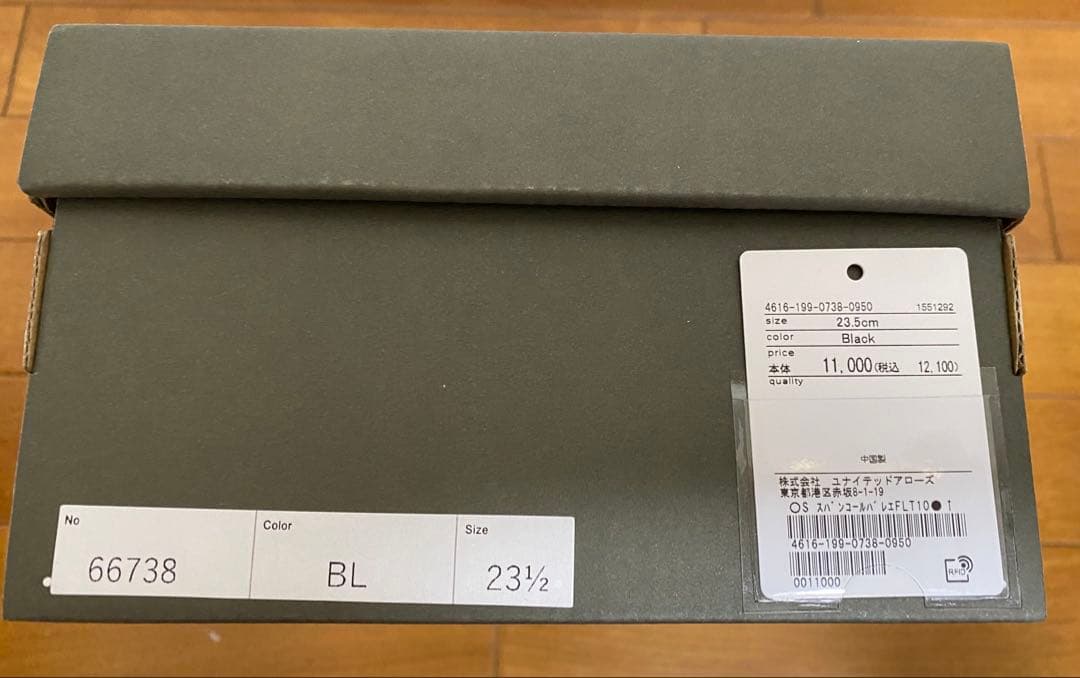 4616-199-0738-0950 1551292
size 23.5cm
color Black
price
本体 11,000(税込 12,100)
quality
中国製
株式会社 ユナイテッドアローズ
東京都港区赤坂8-1-19
○S スパンコールバレエFLT10●↑
4616-199-0738-0950
0011000
RFID
No Color Size
66738 BL 23½